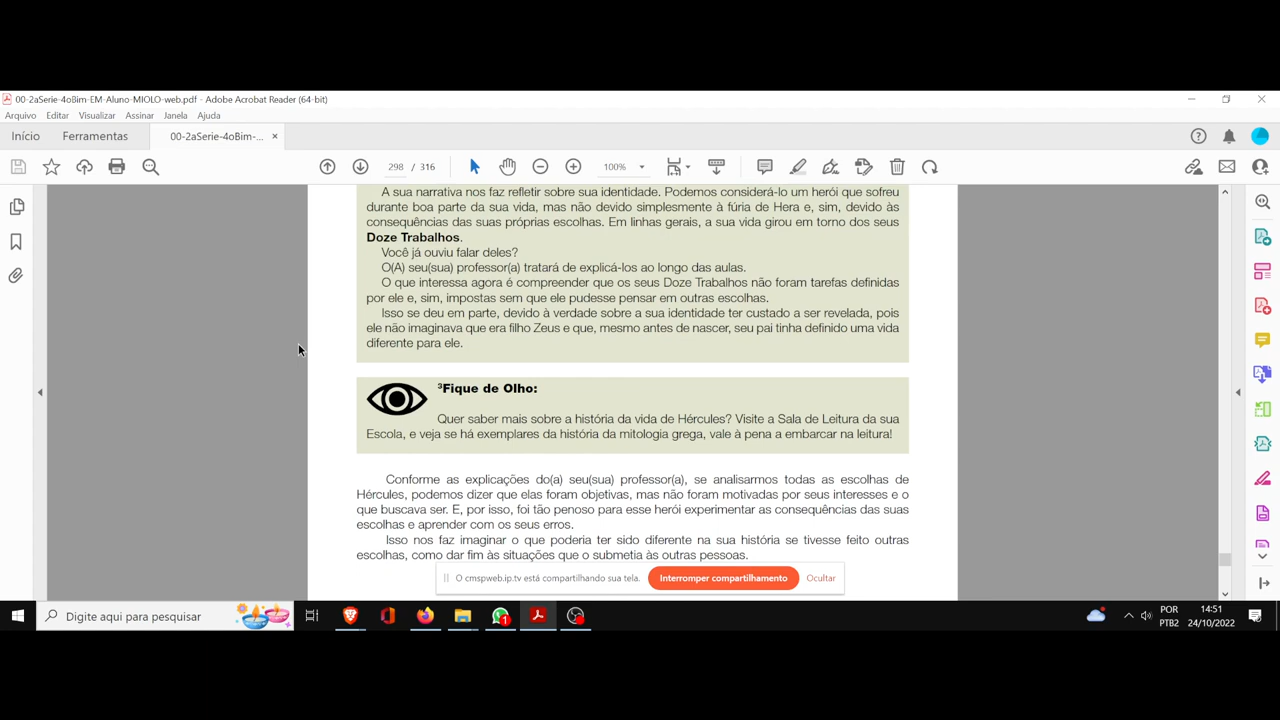 00-2aSerie-4oBim-EM-Aluno-MIOLO-web.pdf - Adobe Acrobat Reader (64-bit)
Arquivo Editar Visualizar Assinar Janela Ajuda
Início Ferramentas 00-2aSerie-4oBim-... ×
298 / 316 100%
A sua narrativa nos faz refletir sobre sua identidade. Podemos considerá-lo um herói que sofreu
durante boa parte da sua vida, mas não devido simplesmente à fúria de Hera e, sim, devido às
consequências das suas próprias escolhas. Em linhas gerais, a sua vida girou em torno dos seus
Doze Trabalhos.
Você já ouviu falar deles?
O(A) seu(sua) professor(a) tratará de explicá-los ao longo das aulas.
O que interessa agora é compreender que os seus Doze Trabalhos não foram tarefas definidas
por ele e, sim, impostas sem que ele pudesse pensar em outras escolhas.
Isso se deu em parte, devido à verdade sobre a sua identidade ter custado a ser revelada, pois
ele não imaginava que era filho Zeus e que, mesmo antes de nascer, seu pai tinha definido uma vida
diferente para ele.
³Fique de Olho:
Quer saber mais sobre a história da vida de Hércules? Visite a Sala de Leitura da sua
Escola, e veja se há exemplares da história da mitologia grega, vale à pena a embarcar na leitura!
Conforme as explicações do(a) seu(sua) professor(a), se analisarmos todas as escolhas de
Hércules, podemos dizer que elas foram objetivas, mas não foram motivadas por seus interesses e o
que buscava ser. E, por isso, foi tão penoso para esse herói experimentar as consequências das suas
escolhas e aprender com os seus erros.
Isso nos faz imaginar o que poderia ter sido diferente na sua história se tivesse feito outras
escolhas, como dar fim às situações que o submetia às outras pessoas.
O cmspweb.ip.tv está compartilhando sua tela. Interromper compartilhamento Ocultar
Digite aqui para pesquisar
1
POR 14:51
PTB2 24/10/2022